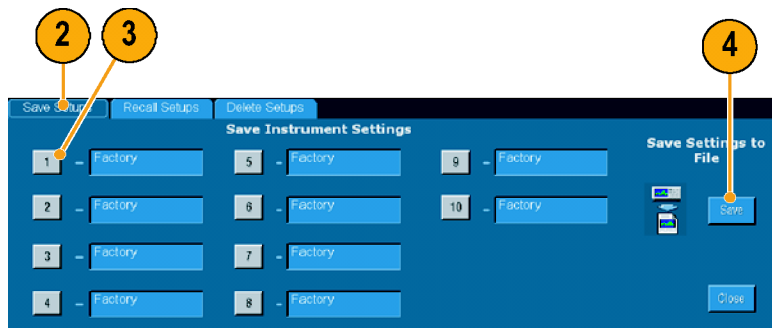 2 3 4
Save Setups Recall Setups Delete Setups
Save Instrument Settings
Save Settings to
File
1 - Factory 5 - Factory 9 - Factory
2 - Factory 6 - Factory 10 - Factory
Save
3 - Factory 7 - Factory
4 - Factory 8 - Factory
Close